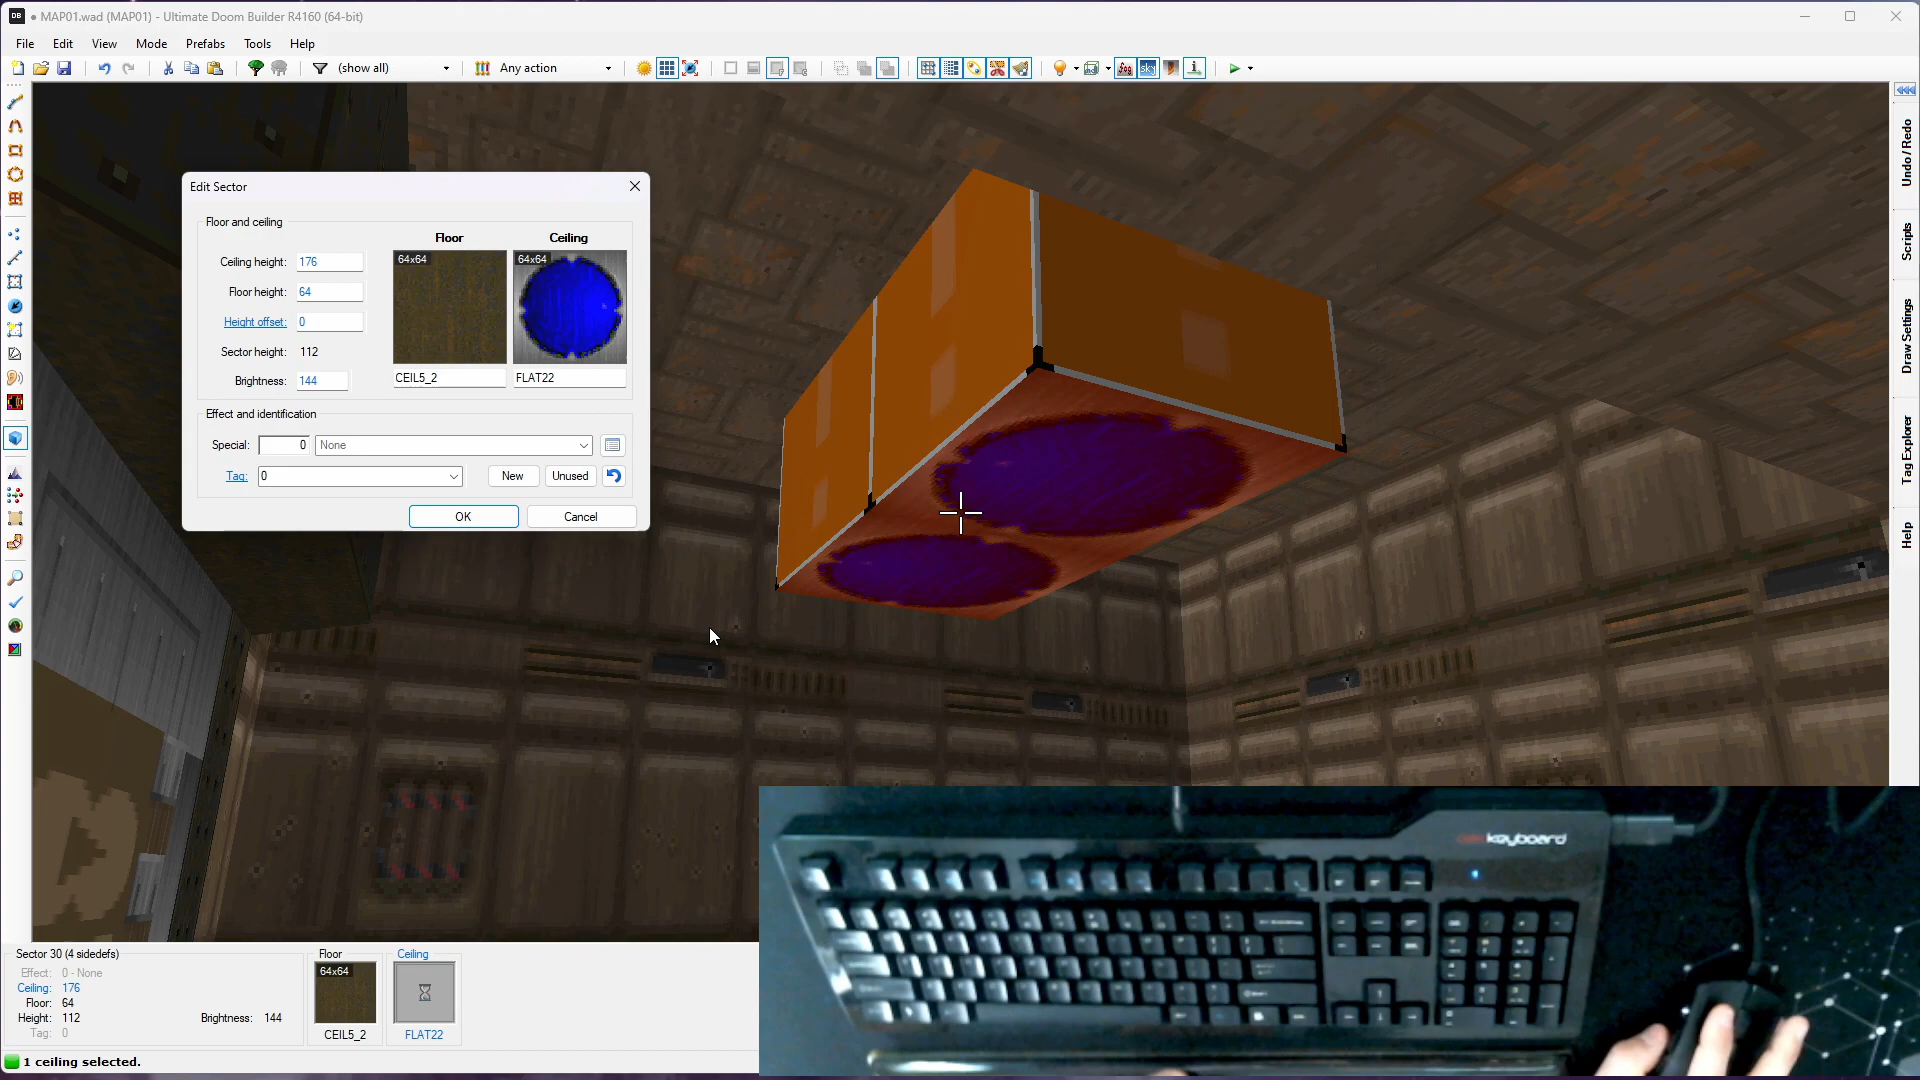 MAP01.wad (MAP01) - Ultimate Doom Builder R4160 (64-bit)
File Edit View Mode Prefabs Tools Help
(show all) Any action
Edit Sector
Floor and ceiling
Floor Ceiling
64x64 64x64
Ceiling height: 176
Floor height: 64
Height offset: 0
Sector height: 112
Brightness: 144
CEIL5_2 FLAT22
Effect and identification
Special: 0 None
Tag: 0 New Unused
OK Cancel
Undo / Redo
Scripts
Draw Settings
Tag Explorer
Help
keyboard
Sector 30 (4 sidedefs)
Effect: 0 - None
Ceiling: 176
Floor: 64
Height: 112 Brightness: 144
Tag: 0
Floor Ceiling
64x64
CEIL5_2 FLAT22
1 ceiling selected.